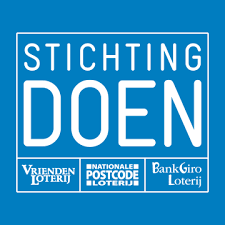 STICHTING
DOEN
VRIENDEN
LOTERIJ
NATIONALE
POSTCODE
LOTERIJ
BankGiro
Loterij